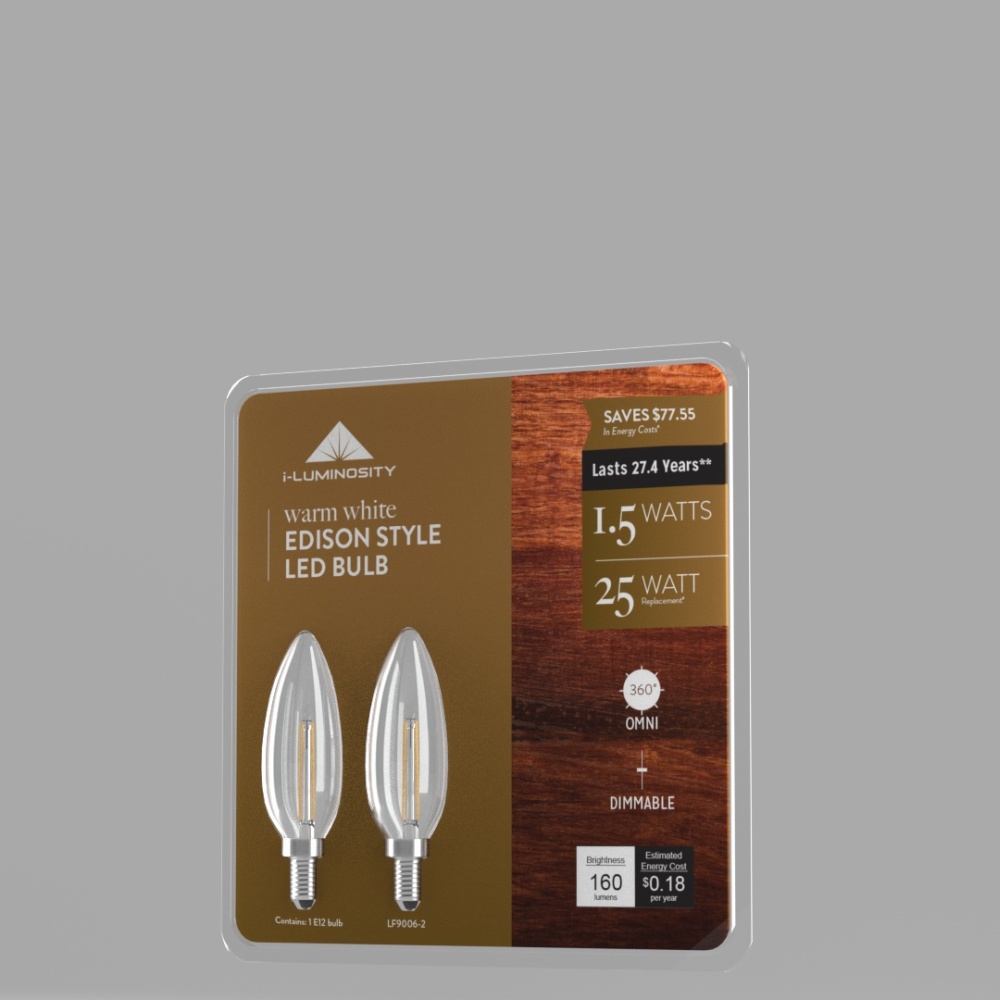 i-LUMINOSITY
warm white
EDISON STYLE
LED BULB
Contains: 1 E12 bulb
LF9006-2
SAVES $77.55
In Energy Costs*
Lasts 27.4 Years**
1.5 WATTS
25 WATT
Replacement*
360°
OMNI
DIMMABLE
Brightness
160
lumens
Estimated
Energy Cost
$0.18
per year